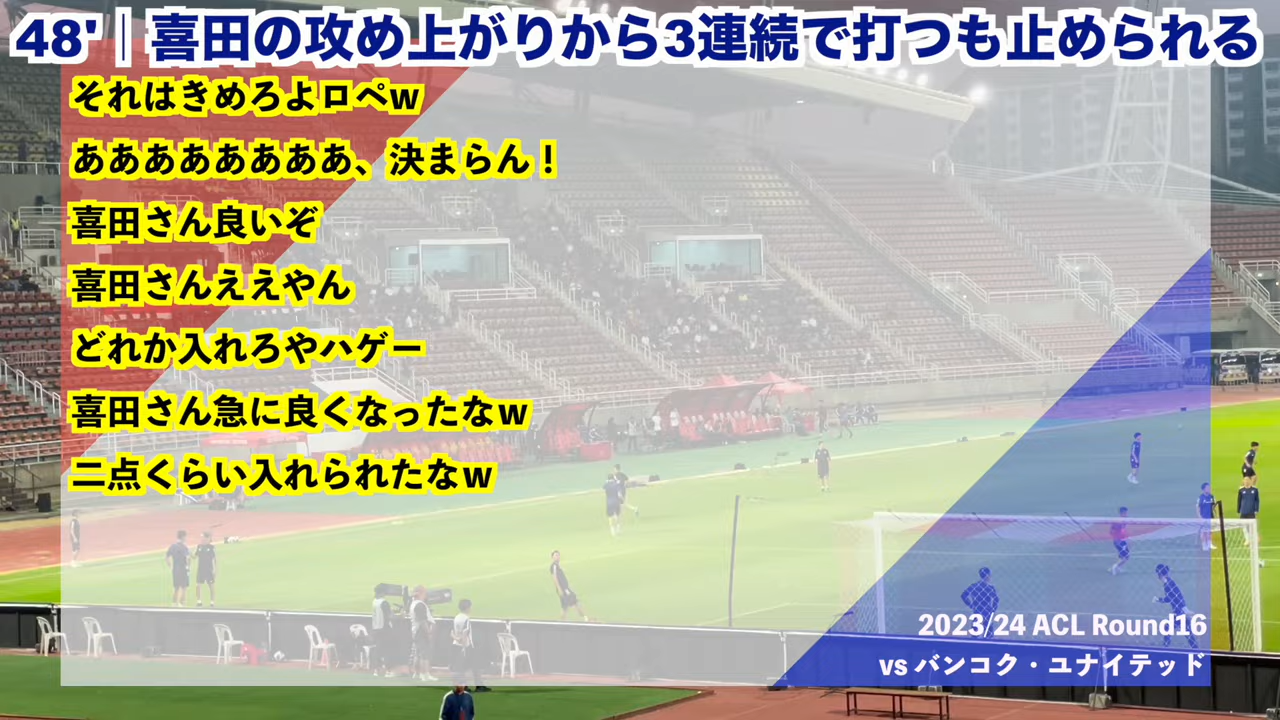 48'｜喜田の攻め上がりから3連続で打つも止められる
それはきめろよロペw
ああああああああ、決まらん！
喜田さん良いぞ
喜田さんええやん
どれか入れろやハゲー
喜田さん急に良くなったなw
二点くらい入れられたなw
2023/24 ACL Round16
vs バンコク・ユナイテッド